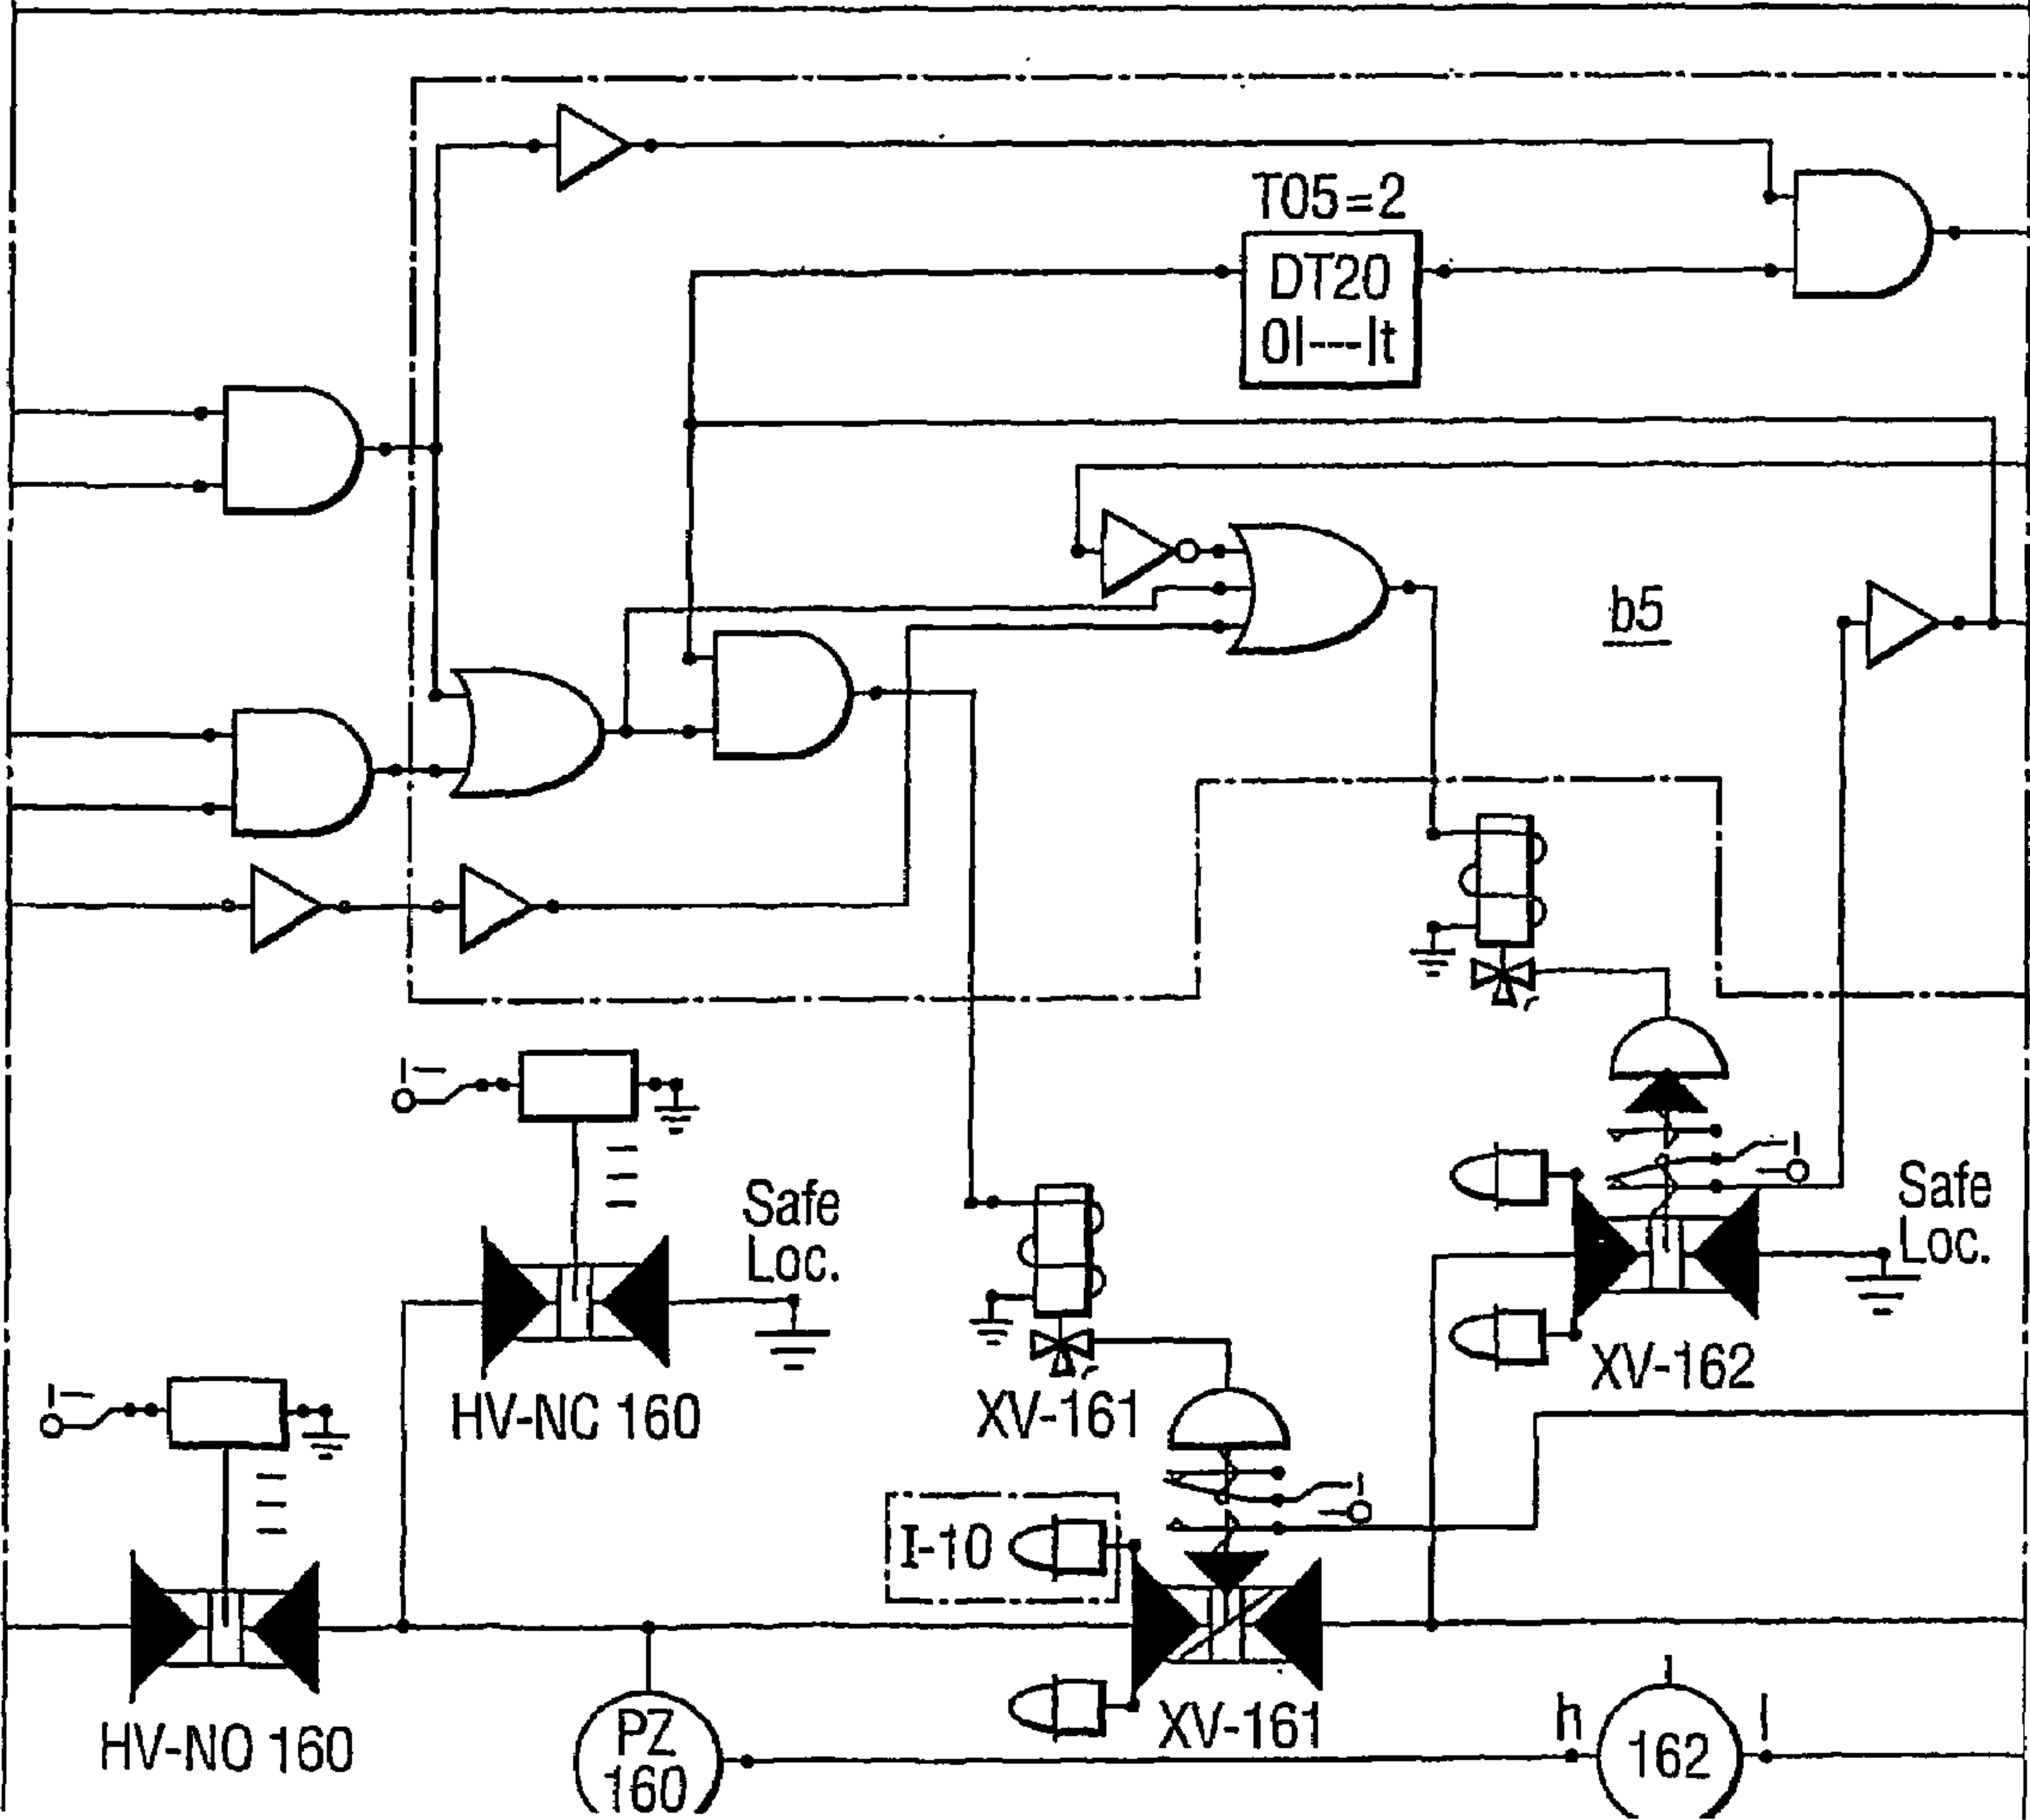 T05=2
DT20
0|---|t
b5
Safe
Loc.
Safe
Loc.
XV-162
HV-NC 160
XV-161
I-10
HV-NO 160
PZ
160
XV-161
h
162
l